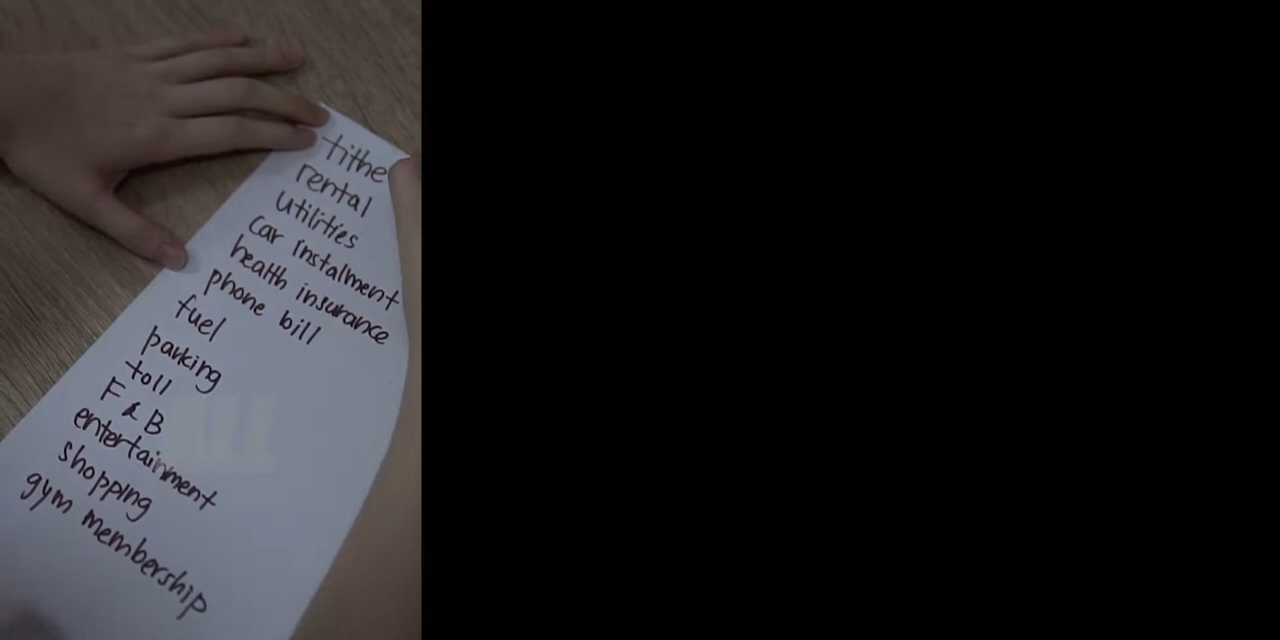 tithe
rental
utilities
car instalment
health insurance
phone bill
fuel
parking
toll
F & B
entertainment
shopping
gym membership